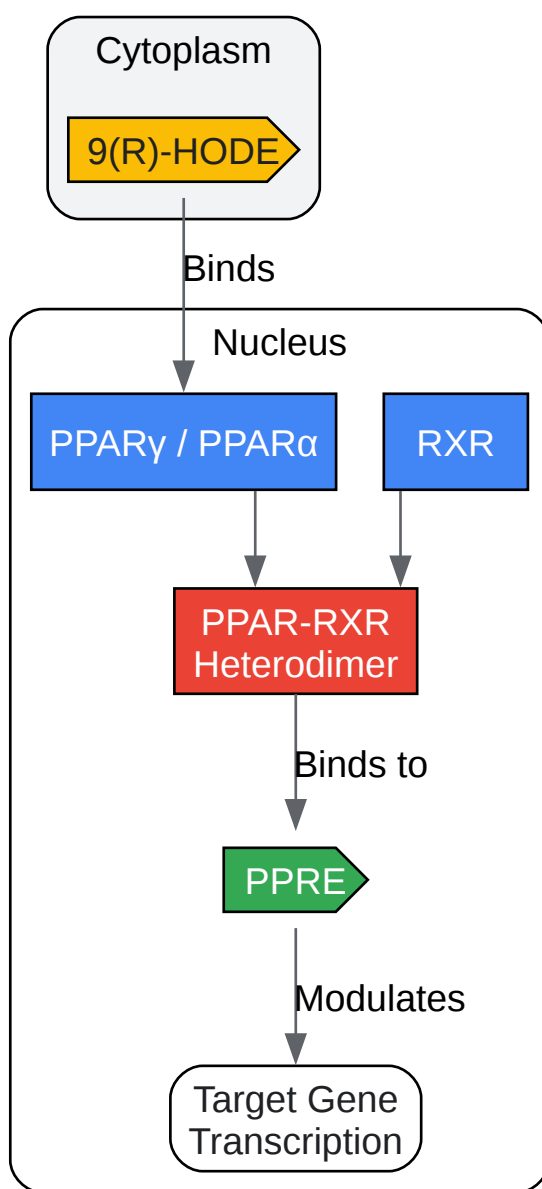 Cytoplasm
9(R)-HODE
Binds
Nucleus
PPARγ / PPARα
RXR
PPAR-RXR
Heterodimer
Binds to
PPRE
Modulates
Target Gene
Transcription